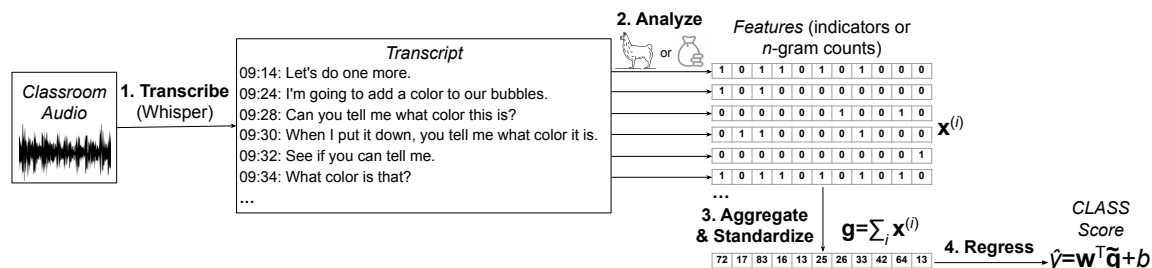 Classroom
Audio
1. Transcribe
(Whisper)
Transcript
09:14: Let's do one more.
09:24: I'm going to add a color to our bubbles.
09:28: Can you tell me what color this is?
09:30: When I put it down, you tell me what color it is.
09:32: See if you can tell me.
09:34: What color is that?
...
2. Analyze
or
Features (indicators or
n-gram counts)
1 0 1 1 0 1 0 1 0 0 0
1 0 1 0 0 0 0 0 0 0 0
0 0 0 0 0 0 1 0 0 1 0
0 1 1 0 0 0 0 1 0 0 0
0 0 0 0 0 0 0 0 0 0 1
1 0 1 1 0 1 0 1 0 1 0
...
x^(i)
3. Aggregate
& Standardize
g=∑_i x^(i)
72 17 83 16 13 25 26 33 42 64 13
4. Regress
CLASS
Score
ŷ=w^T g̃+b